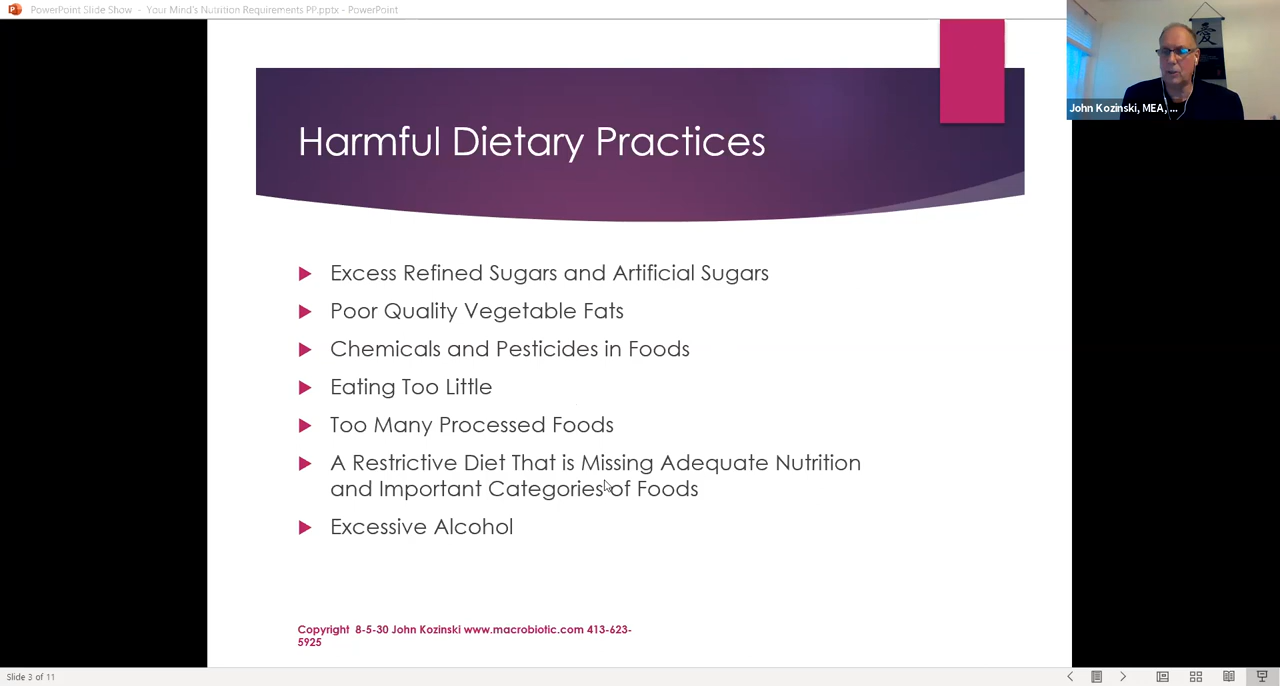 PowerPoint Slide Show - Your Mind's Nutrition Requirements PP.pptx - PowerPoint
愛
John Kozinski, MEA, ...
Harmful Dietary Practices
Excess Refined Sugars and Artificial Sugars
Poor Quality Vegetable Fats
Chemicals and Pesticides in Foods
Eating Too Little
Too Many Processed Foods
A Restrictive Diet That is Missing Adequate Nutrition
and Important Categories of Foods
Excessive Alcohol
Copyright 8-5-30 John Kozinski www.macrobiotic.com 413-623-
5925
Slide 3 of 11